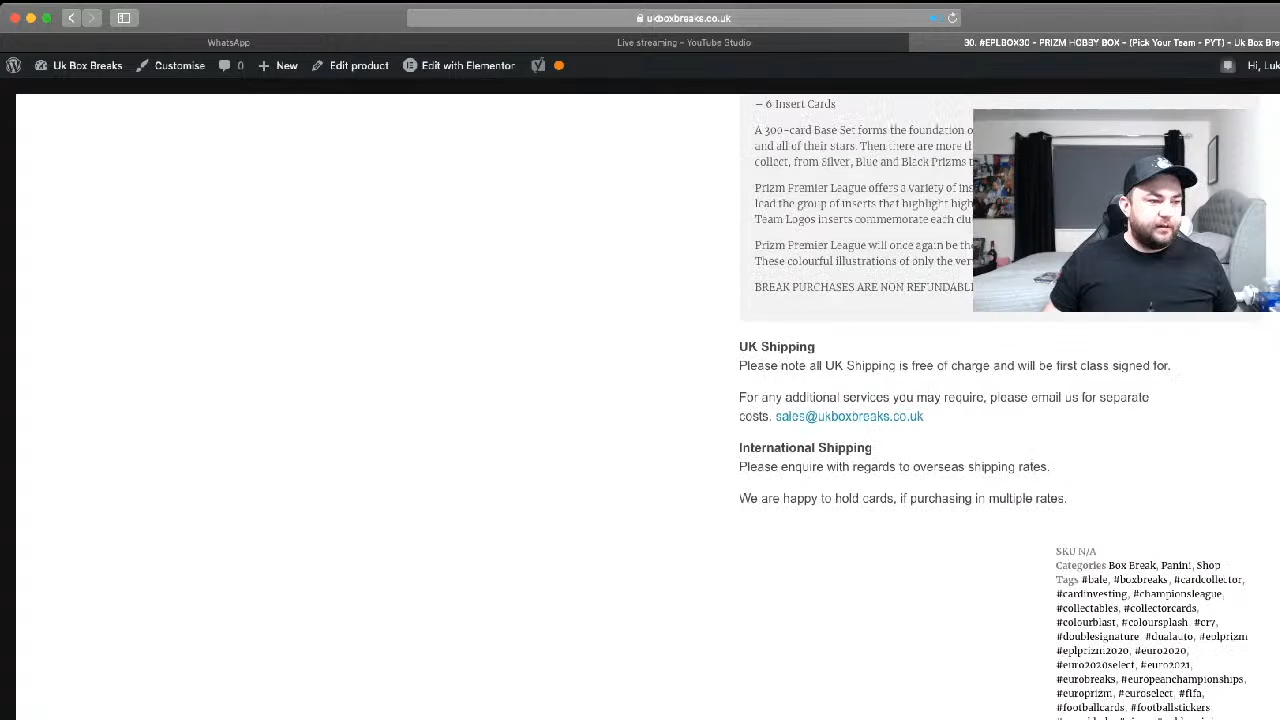 ukboxbreaks.co.uk
WhatsApp
Live streaming - YouTube Studio
30. #EPLBOX30 - PRIZM HOBBY BOX - (Pick Your Team - PYT) - Uk Box Bre
Uk Box Breaks
Customise
0
New
Edit product
Edit with Elementor
Hi, Luk
– 6 Insert Cards
A 300-card Base Set forms the foundation o
and all of their stars. Then there are more th
collect, from Silver, Blue and Black Prizms t
Prizm Premier League offers a variety of ins
lead the group of inserts that highlight high
Team Logos inserts commemorate each clu
Prizm Premier League will once again be the
These colourful illustrations of only the ver
BREAK PURCHASES ARE NON REFUNDABLE
UK Shipping
Please note all UK Shipping is free of charge and will be first class signed for.
For any additional services you may require, please email us for separate
costs. sales@ukboxbreaks.co.uk
International Shipping
Please enquire with regards to overseas shipping rates.
We are happy to hold cards, if purchasing in multiple rates.
SKU N/A
Categories Box Break, Panini, Shop
Tags #bale, #boxbreaks, #cardcollector,
#cardinvesting, #championsleague,
#collectables, #collectorcards,
#colourblast, #coloursplash, #cr7,
#doublesignature, #dualauto, #eplprizm
#eplprizm2020, #euro2020,
#euro2020select, #euro2021,
#eurobreaks, #europeanchampionships,
#europrizm, #euroselect, #fifa,
#footballcards, #footballstickers